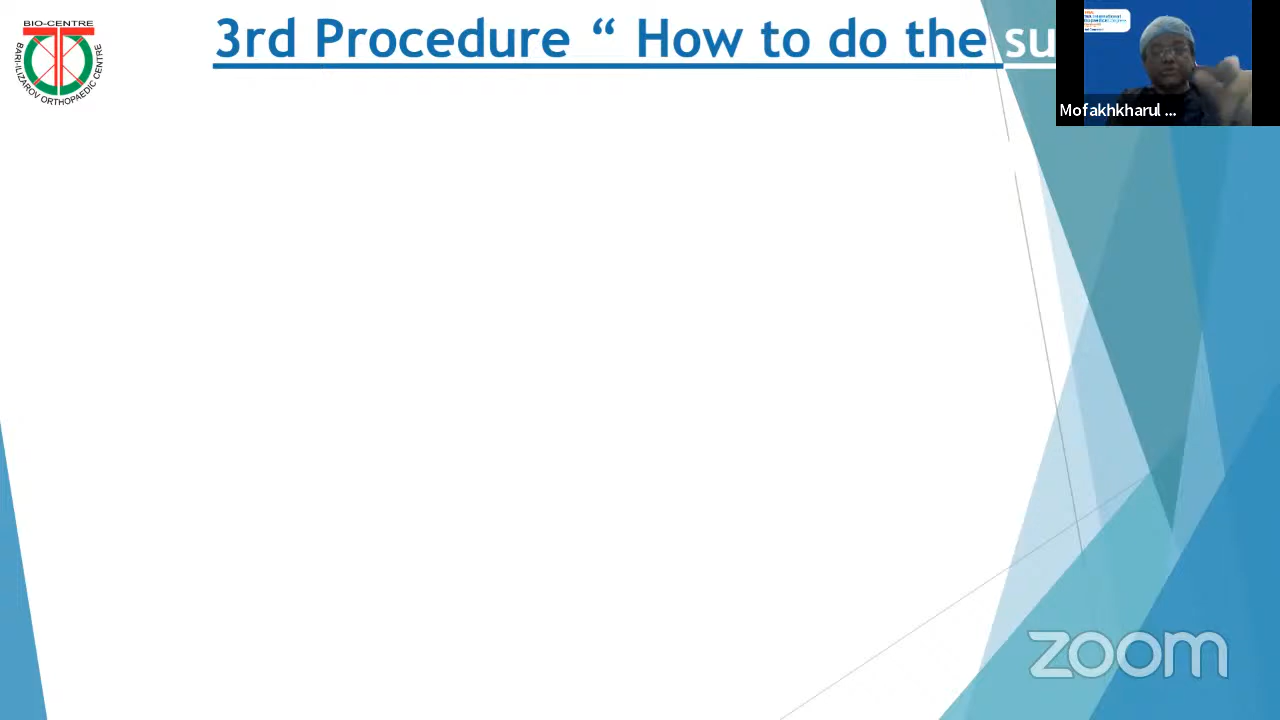 BIO-CENTRE
BARI-ILIZAROV ORTHOPAEDIC CENTRE
3rd Procedure “ How to do the su
Mofakhkharul ...
zoom